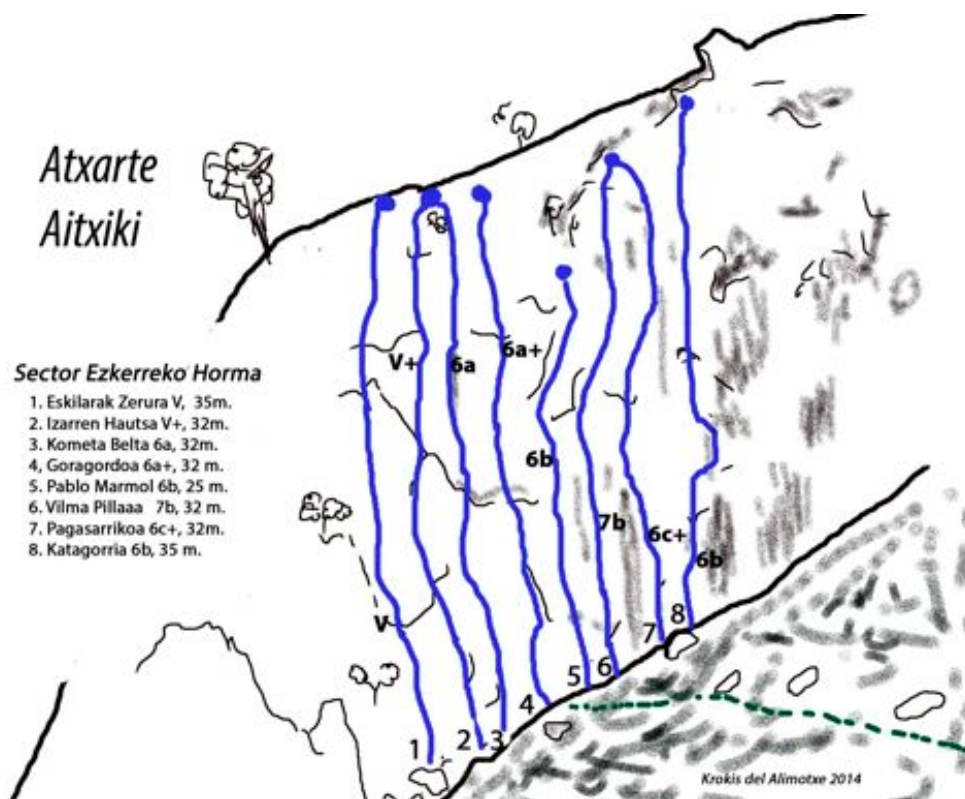 Atxarte
Aitxiki
Sector Ezkerreko Horma
1. Eskilarak Zerura V, 35m.
2. Izarren Hautsa V+, 32m.
3. Kometa Belta 6a, 32m.
4, Goragordoa 6a+, 32 m.
5. Pablo Marmol 6b, 25 m.
6. Vilma Pillaaa 7b, 32 m.
7. Pagasarrikoa 6c+, 32m.
8. Katagorria 6b, 35 m.
V+
6a
6a+
6b
7b
6c+
6b
V
1
2
3
4
5
6
7
8
Krokis del Alimotxe 2014